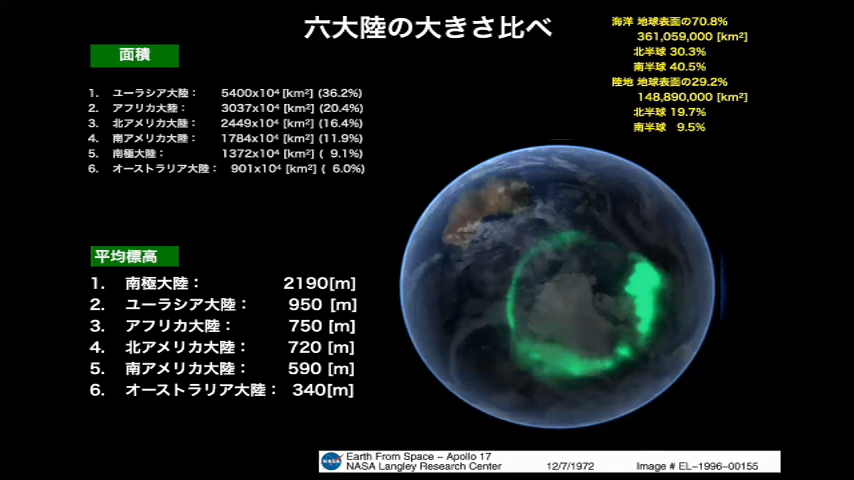 六大陸の大きさ比べ
海洋 地球表面の70.8%
361,059,000 [km²]
北半球 30.3%
南半球 40.5%
陸地 地球表面の29.2%
148,890,000 [km²]
北半球 19.7%
南半球 9.5%
面積
1. ユーラシア大陸： 5400x10⁴ [km²] (36.2%)
2. アフリカ大陸： 3037x10⁴ [km²] (20.4%)
3. 北アメリカ大陸： 2449x10⁴ [km²] (16.4%)
4. 南アメリカ大陸： 1784x10⁴ [km²] (11.9%)
5. 南極大陸： 1372x10⁴ [km²] ( 9.1%)
6. オーストラリア大陸： 901x10⁴ [km²] ( 6.0%)
平均標高
1. 南極大陸： 2190[m]
2. ユーラシア大陸： 950 [m]
3. アフリカ大陸： 750 [m]
4. 北アメリカ大陸： 720 [m]
5. 南アメリカ大陸： 590 [m]
6. オーストラリア大陸： 340[m]
NASA
Earth From Space – Apollo 17
NASA Langley Research Center 12/7/1972 Image # EL–1996–00155